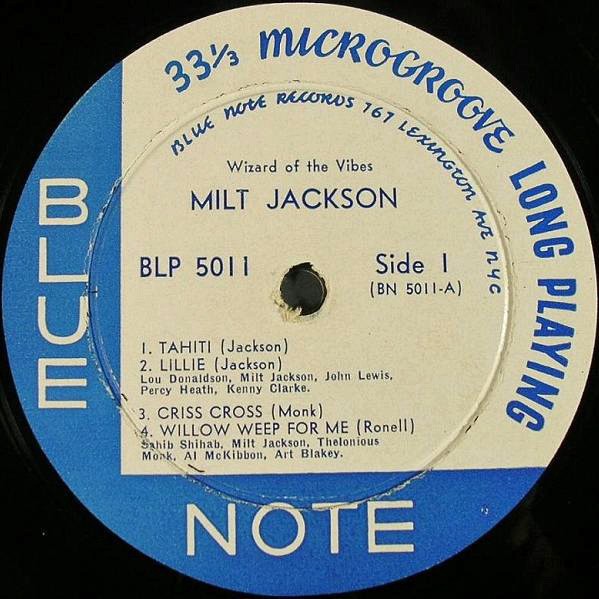 33⅓ MICROGROOVE LONG PLAYING
BLUE NOTE RECORDS 767 LEXINGTON AVE NYC
Wizard of the Vibes
MILT JACKSON
BLP 5011
Side 1
(BN 5011-A)
1. TAHITI (Jackson)
2. LILLIE (Jackson)
Lou Donaldson, Milt Jackson, John Lewis,
Percy Heath, Kenny Clarke.
3. CRISS CROSS (Monk)
4. WILLOW WEEP FOR ME (Ronell)
Sahib Shihab, Milt Jackson, Thelonious
Monk, Al McKibbon, Art Blakey.
BLUE
NOTE